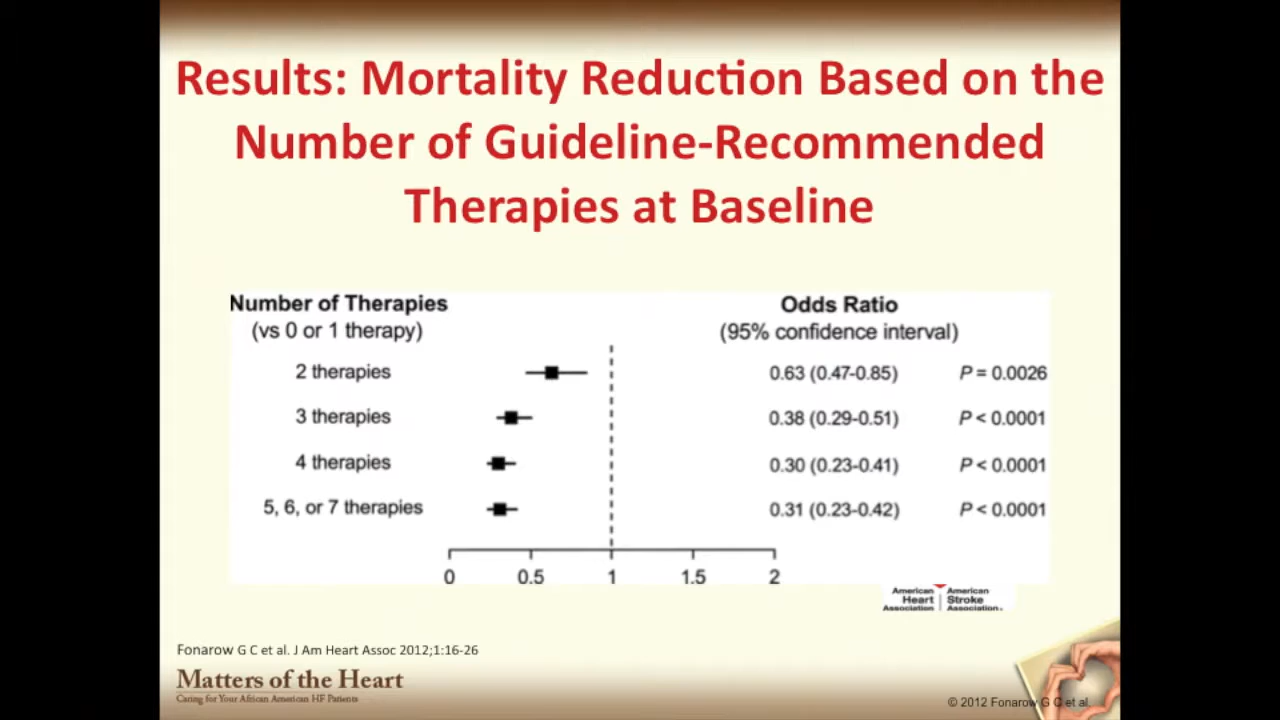 Results: Mortality Reduction Based on the
Number of Guideline-Recommended
Therapies at Baseline
Number of Therapies
(vs 0 or 1 therapy)
Odds Ratio
(95% confidence interval)
2 therapies 0.63 (0.47-0.85) P = 0.0026
3 therapies 0.38 (0.29-0.51) P < 0.0001
4 therapies 0.30 (0.23-0.41) P < 0.0001
5, 6, or 7 therapies 0.31 (0.23-0.42) P < 0.0001
0 0.5 1 1.5 2
American American
Heart Stroke
Association Association.
Fonarow G C et al. J Am Heart Assoc 2012;1:16-26
Matters of the Heart
Caring for Your African American HF Patients
© 2012 Fonarow G C et al.